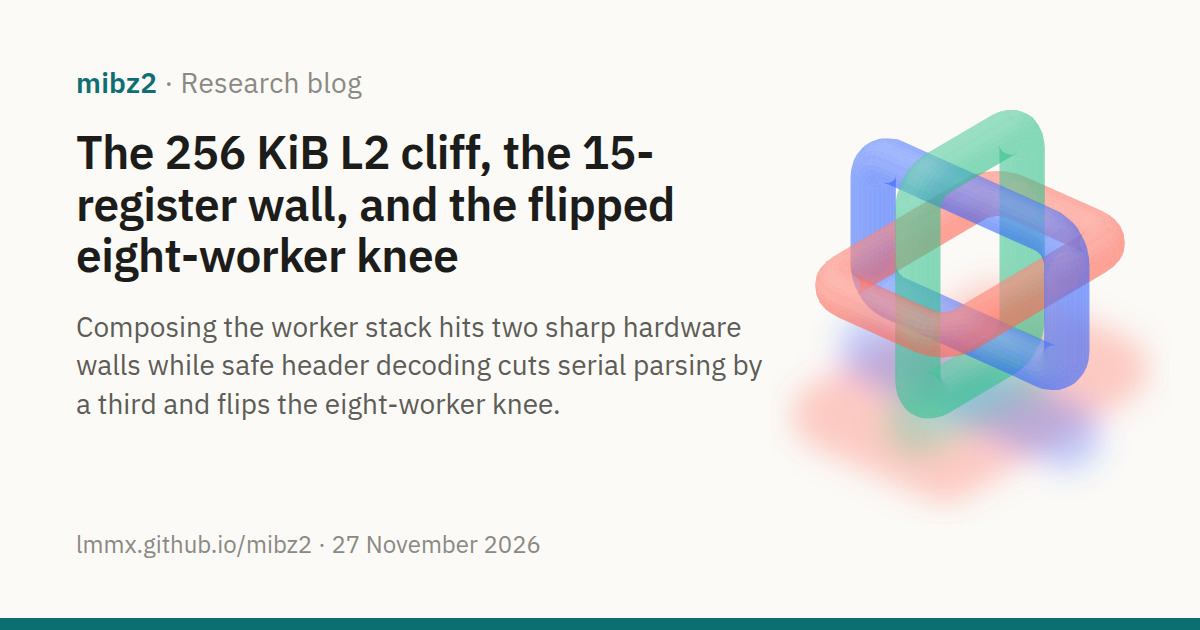 mibz2 · Research blog
The 256 KiB L2 cliff, the 15-
register wall, and the flipped
eight-worker knee
Composing the worker stack hits two sharp hardware
walls while safe header decoding cuts serial parsing by
a third and flips the eight-worker knee.
lmmx.github.io/mibz2 · 27 November 2026